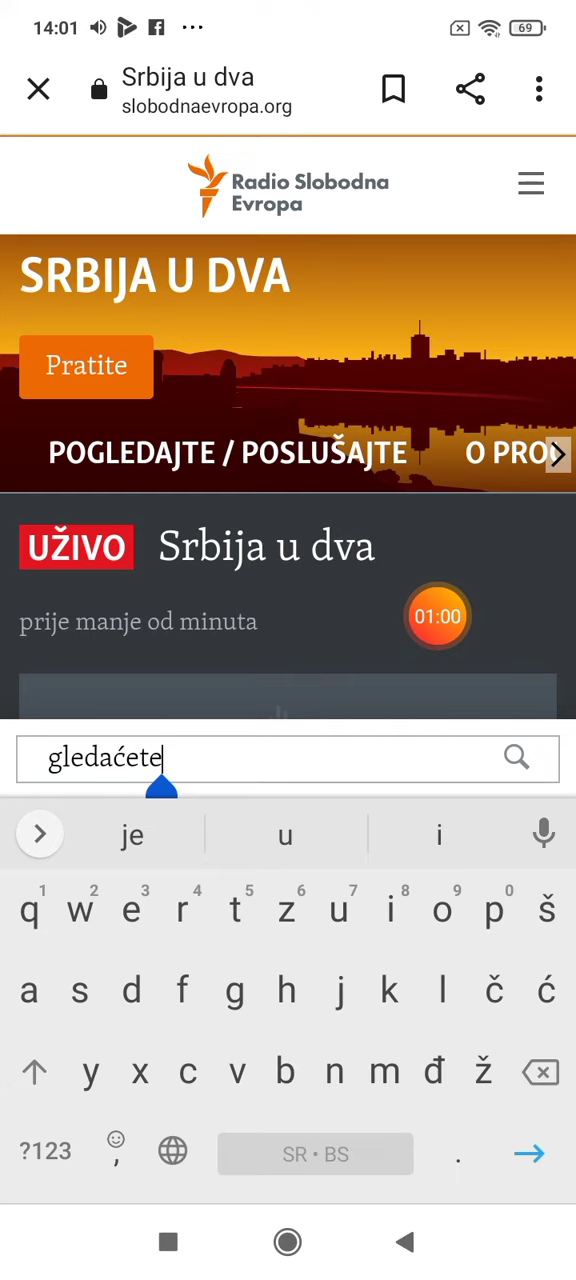 14:01
69
Srbija u dva
slobodnaevropa.org
Radio Slobodna
Evropa
SRBIJA U DVA
Pratite
POGLEDAJTE / POSLUŠAJTE O PRO
UŽIVO Srbija u dva
prije manje od minuta
01:00
gledaćete
je u i
1 2 3 4 5 6 7 8 9 0
q w e r t z u i o p š
a s d f g h j k l č ć
y x c v b n m đ ž
?123 , SR • BS .